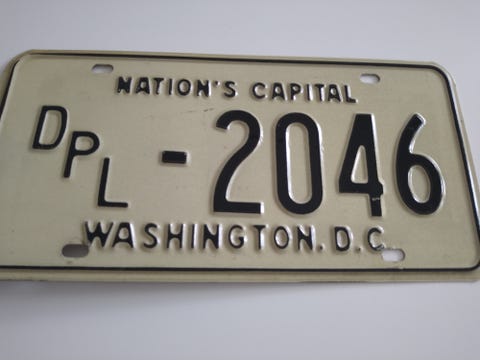 NATION'S CAPITAL
DPL-2046
WASHINGTON, D.C.